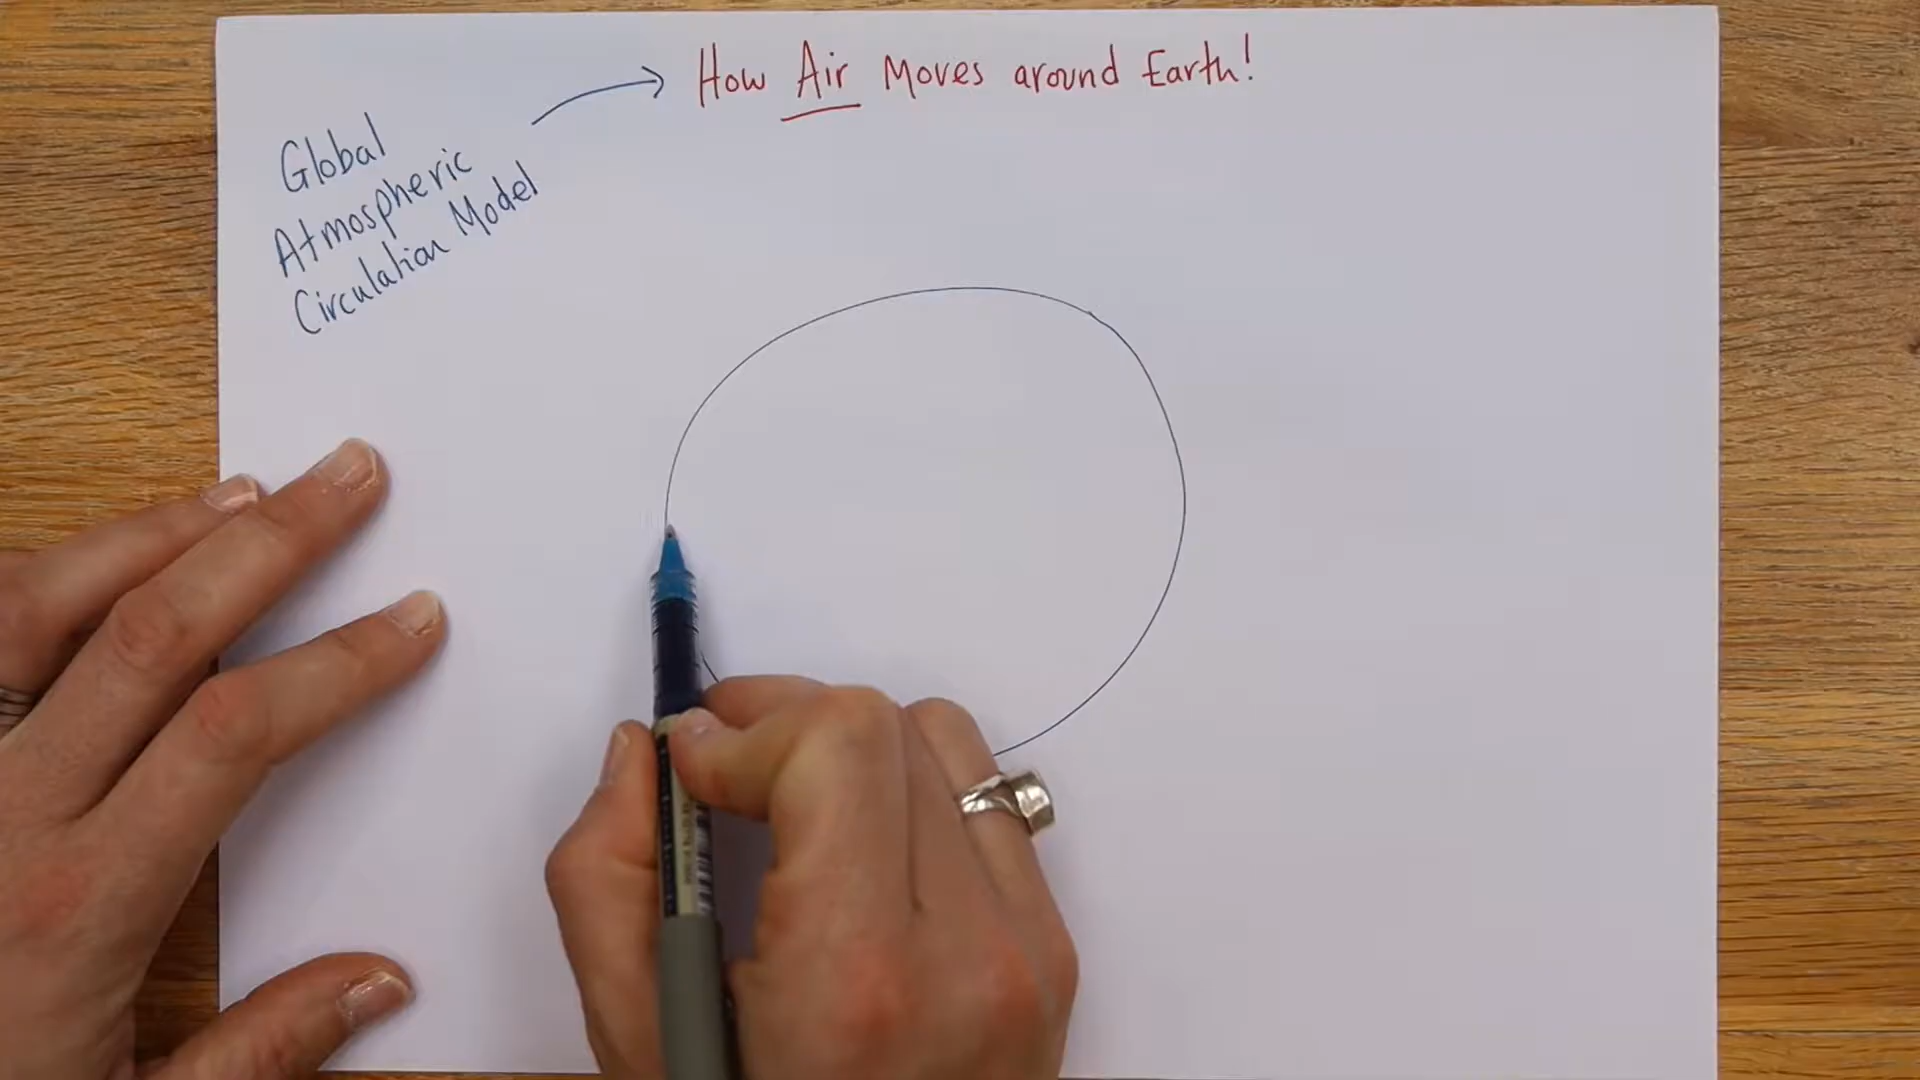 How Air Moves around Earth!
Global
Atmospheric
Circulation Model